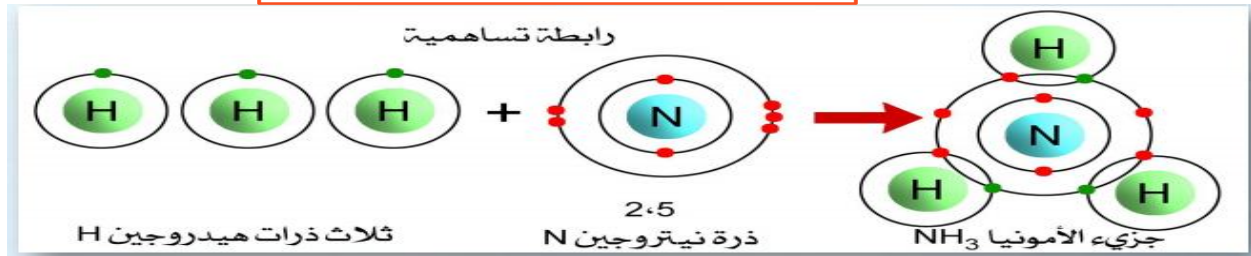 رابطة تساهمية
H H H + N H N H H
2،5
ثلاث ذرات هيدروجين H
ذرة نيتروجين N
جزيء الأمونيا NH₃